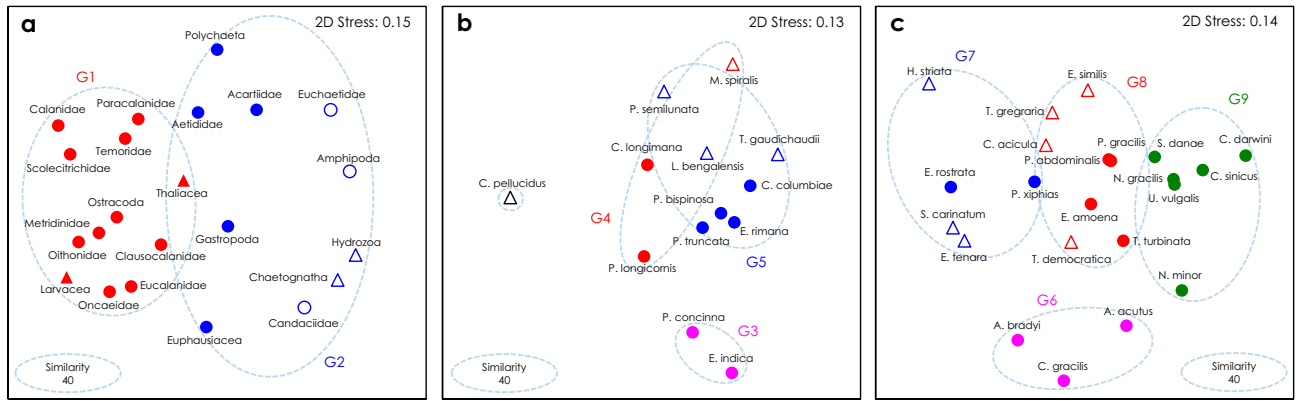 a
2D Stress: 0.15
Polychaeta
G1
Calanidae
Paracalanidae
Acartiidae
Euchaetidae
Aetididae
Temoridae
Scolecitrichidae
Amphipoda
Thaliacea
Ostracoda
Metridinidae
Gastropoda
Hydrozoa
Oithonidae
Clausocalanidae
Chaetognatha
Larvacea
Eucalanidae
Oncaeidae
Candaciidae
Euphausiacea
G2
Similarity
40
b
2D Stress: 0.13
M. spiralis
P. semilunata
T. gaudichaudii
C. longimana
L. bengalensis
C. pellucidus
C. columbiae
P. bispinosa
G4
E. rimana
P. truncata
G5
P. longicornis
P. concinna
G3
E. indica
Similarity
40
c
2D Stress: 0.14
G7
H. striata
E. similis
G8
G9
T. gregraria
C. acicula
P. gracilis
S. danae
C. darwini
P. abdominalis
E. rostrata
N. gracilis
C. sinicus
P. xiphias
U. vulgalis
S. carinatum
E. amoena
E. tenara
T. democratica
T. turbinata
N. minor
G6
A. bradyi
A. acutus
C. gracilis
Similarity
40